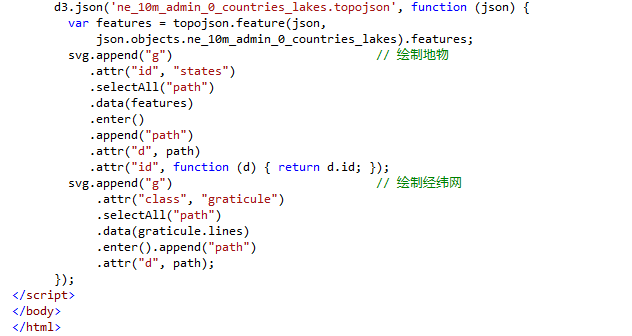 d3.json('ne_10m_admin_0_countries_lakes.topojson', function (json) {
var features = topojson.feature(json,
json.objects.ne_10m_admin_0_countries_lakes).features;
svg.append("g") // 绘制地物
.attr("id", "states")
.selectAll("path")
.data(features)
.enter()
.append("path")
.attr("d", path)
.attr("id", function (d) { return d.id; });
svg.append("g") // 绘制经纬网
.attr("class", "graticule")
.selectAll("path")
.data(graticule.lines)
.enter().append("path")
.attr("d", path);
});
</script>
</body>
</html>